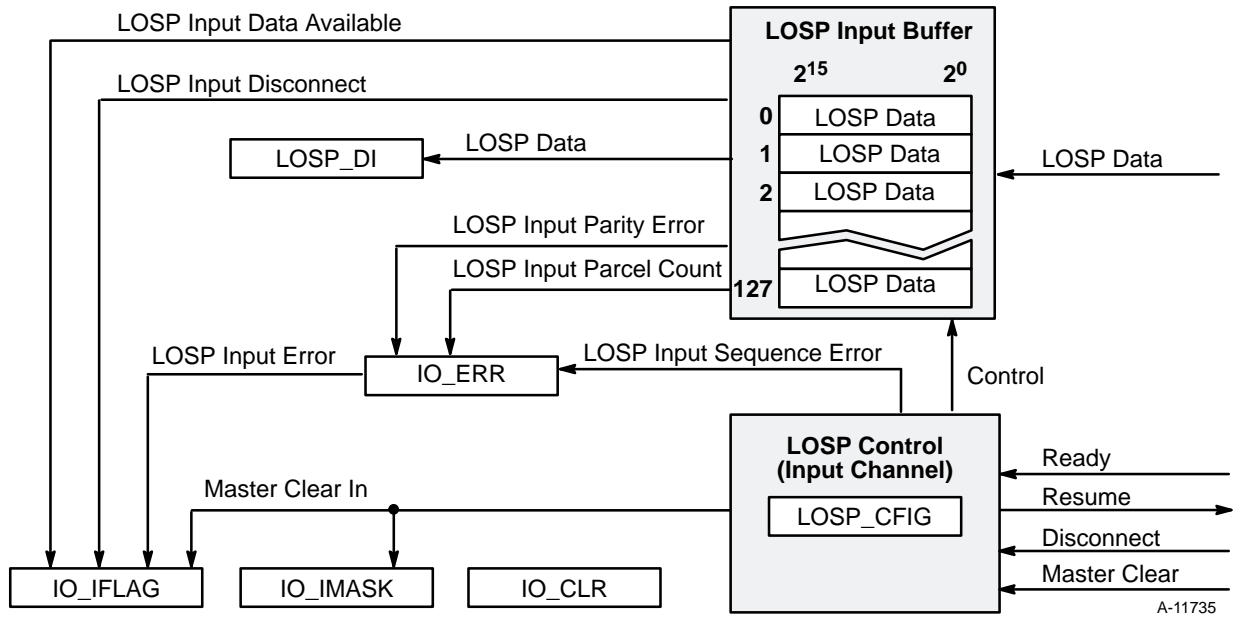 LOSP Input Data Available
LOSP Input Buffer
2^15 2^0
LOSP Input Disconnect
0 LOSP Data
LOSP_DI
LOSP Data
1 LOSP Data
LOSP Data
2 LOSP Data
LOSP Input Parity Error
LOSP Input Parcel Count
127 LOSP Data
LOSP Input Error
IO_ERR
LOSP Input Sequence Error
Control
LOSP Control
(Input Channel)
LOSP_CFIG
Ready
Resume
Disconnect
Master Clear
Master Clear In
IO_IFLAG
IO_IMASK
IO_CLR
A-11735